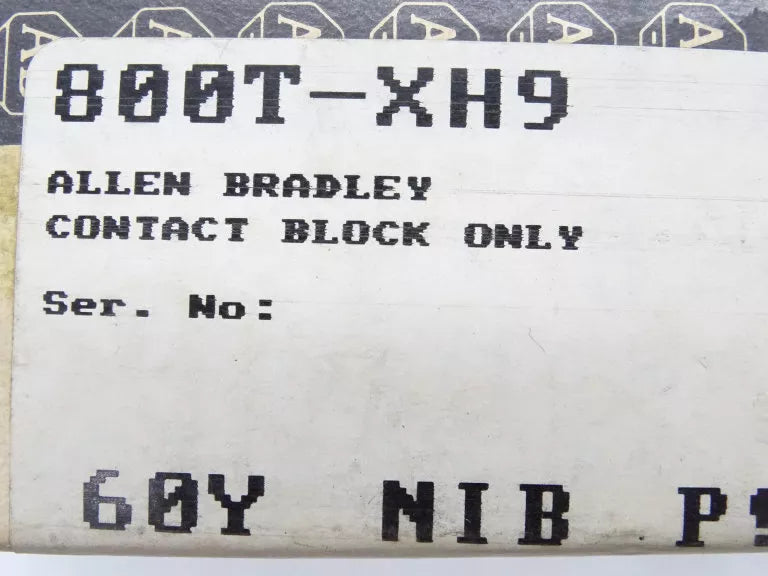 800T-XH9
ALLEN BRADLEY
CONTACT BLOCK ONLY
Ser. No:
60Y NIB